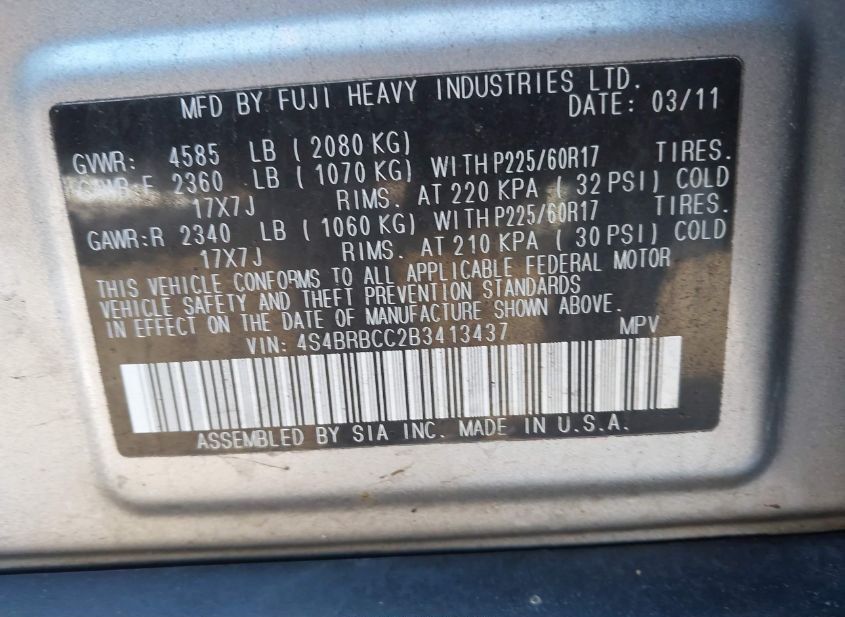 MFD BY FUJI HEAVY INDUSTRIES LTD.
DATE: 03/11
GVWR: 4585 LB ( 2080 KG)
GAWR:F 2360 LB ( 1070 KG) WITH P225/60R17 TIRES.
17X7J RIMS. AT 220 KPA ( 32 PSI) COLD
GAWR:R 2340 LB ( 1060 KG) WITH P225/60R17 TIRES.
17X7J RIMS. AT 210 KPA ( 30 PSI) COLD
THIS VEHICLE CONFORMS TO ALL APPLICABLE FEDERAL MOTOR
VEHICLE SAFETY AND THEFT PREVENTION STANDARDS
IN EFFECT ON THE DATE OF MANUFACTURE SHOWN ABOVE.
VIN: 4S4BRBCC2B3413437 MPV
ASSEMBLED BY SIA INC. MADE IN U.S.A.